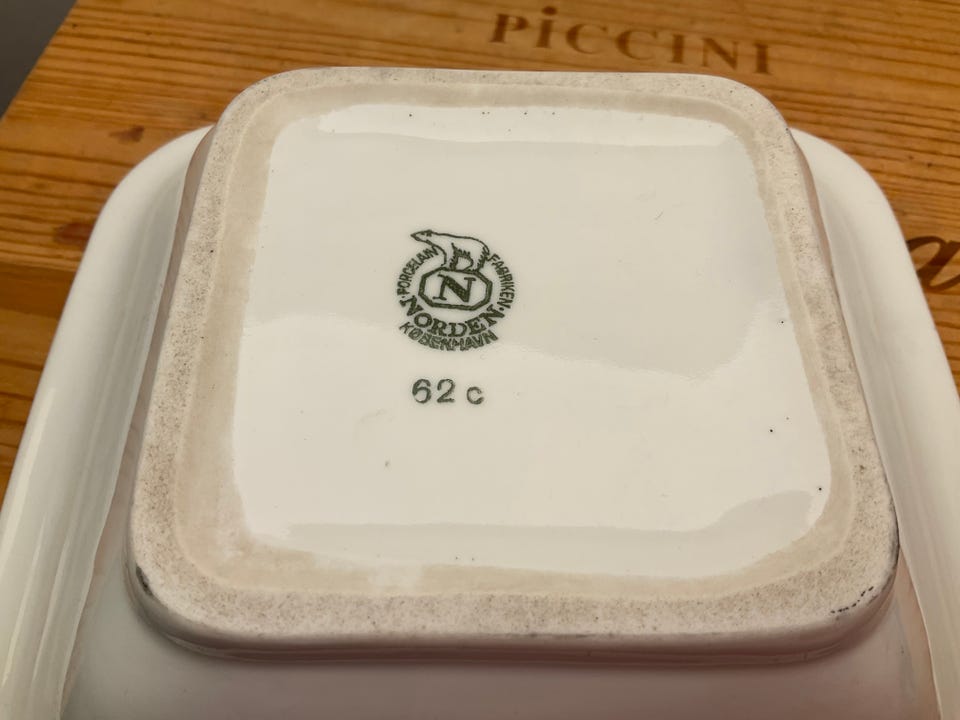 PiCCINI
PORCELAIN FABRIKEN
N
NORDEN
KØBENHAVN
62 c
a